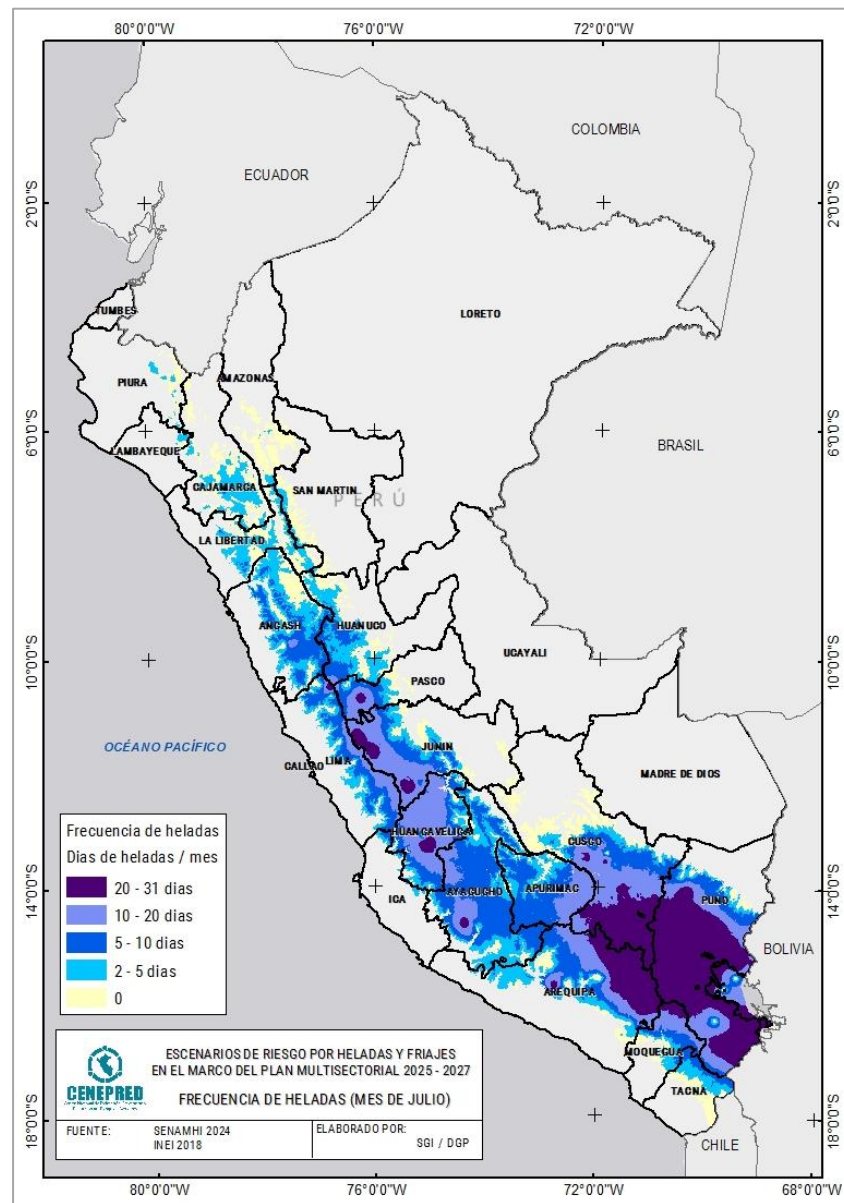 80°0'0"W 76°0'0"W 72°0'0"W
COLOMBIA
ECUADOR
2°0'0"S 2°0'0"S
LORETO
TUMBES
PIURA
AMAZONAS
BRASIL
6°0'0"S 6°0'0"S
LAMBAYEQUE
CAJAMARCA
SAN MARTIN
PERÚ
LA LIBERTAD
ANCASH
HUANUCO
UCAYALI
10°0'0"S 10°0'0"S
PASCO
OCÉANO PACÍFICO
JUNIN
CALLAO
LIMA
MADRE DE DIOS
HUANCAVELICA
CUSCO
14°0'0"S 14°0'0"S
ICA
AYACUCHO
APURIMAC
PUNO
BOLIVIA
AREQUIPA
MOQUEGUA
TACNA
18°0'0"S 18°0'0"S
CHILE
Frecuencia de heladas
Dias de heladas / mes
20 - 31 dias
10 - 20 dias
5 - 10 dias
2 - 5 dias
0
CENEPRED
ESCENARIOS DE RIESGO POR HELADAS Y FRIAJES
EN EL MARCO DEL PLAN MULTISECTORIAL 2025 - 2027
FRECUENCIA DE HELADAS (MES DE JULIO)
FUENTE: SENAMHI 2024
INEI 2018
ELABORADO POR:
SGI / DGP
80°0'0"W 76°0'0"W 72°0'0"W 68°0'0"W